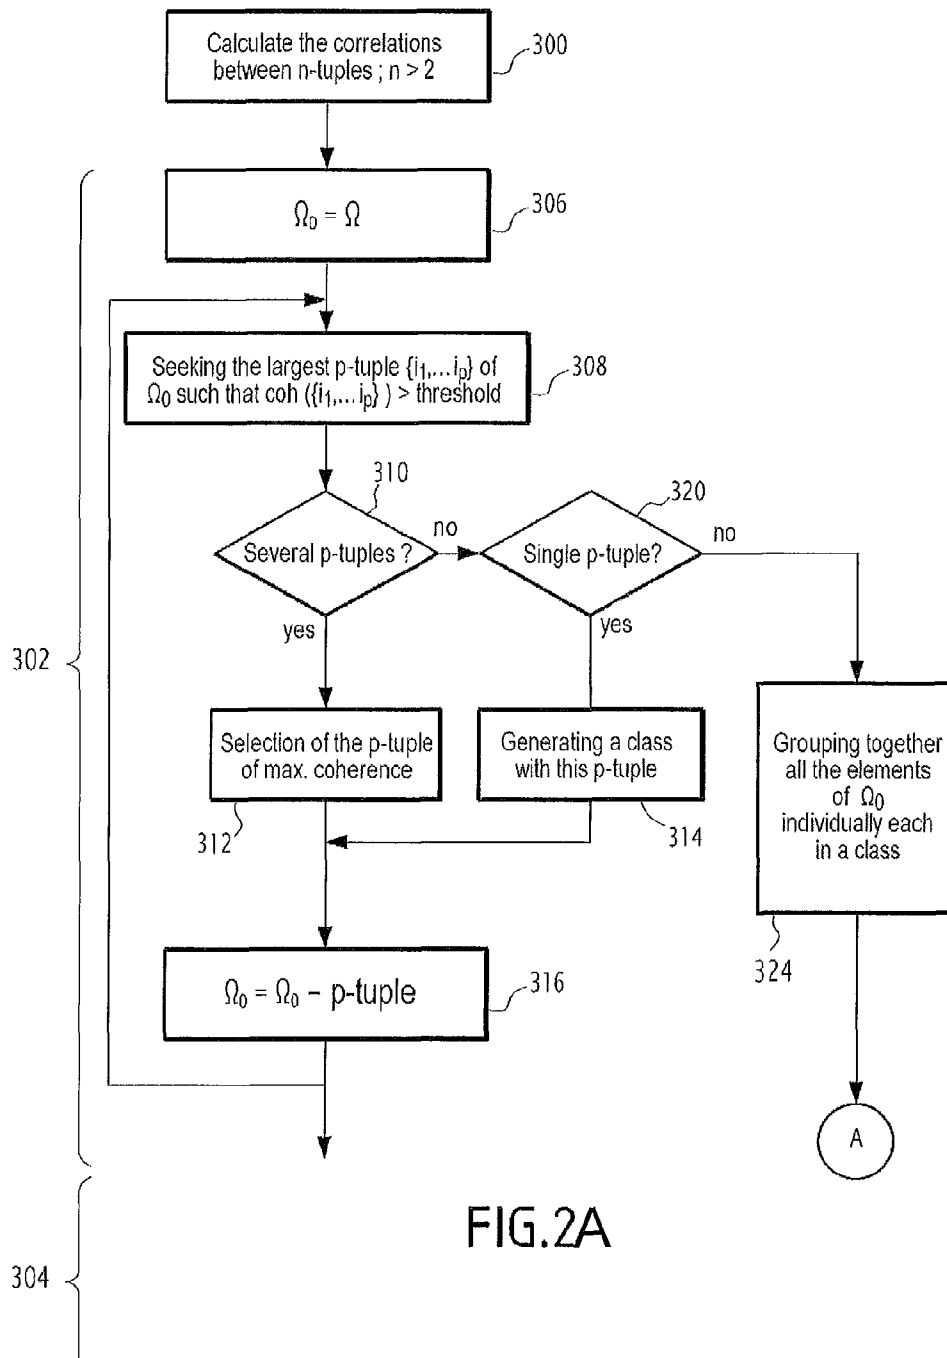 Calculate the correlations
between n-tuples ; n > 2
300
Ω₀ = Ω
306
Seeking the largest p-tuple {i₁,... iₚ} of
Ω₀ such that coh ({i₁,... iₚ} ) > threshold
308
310
320
Several p-tuples ?
no
Single p-tuple?
no
yes
yes
302
Selection of the p-tuple
of max. coherence
312
Generating a class
with this p-tuple
314
Grouping together
all the elements
of Ω₀
individually each
in a class
324
Ω₀ = Ω₀ – p-tuple
316
A
FIG.2A
304